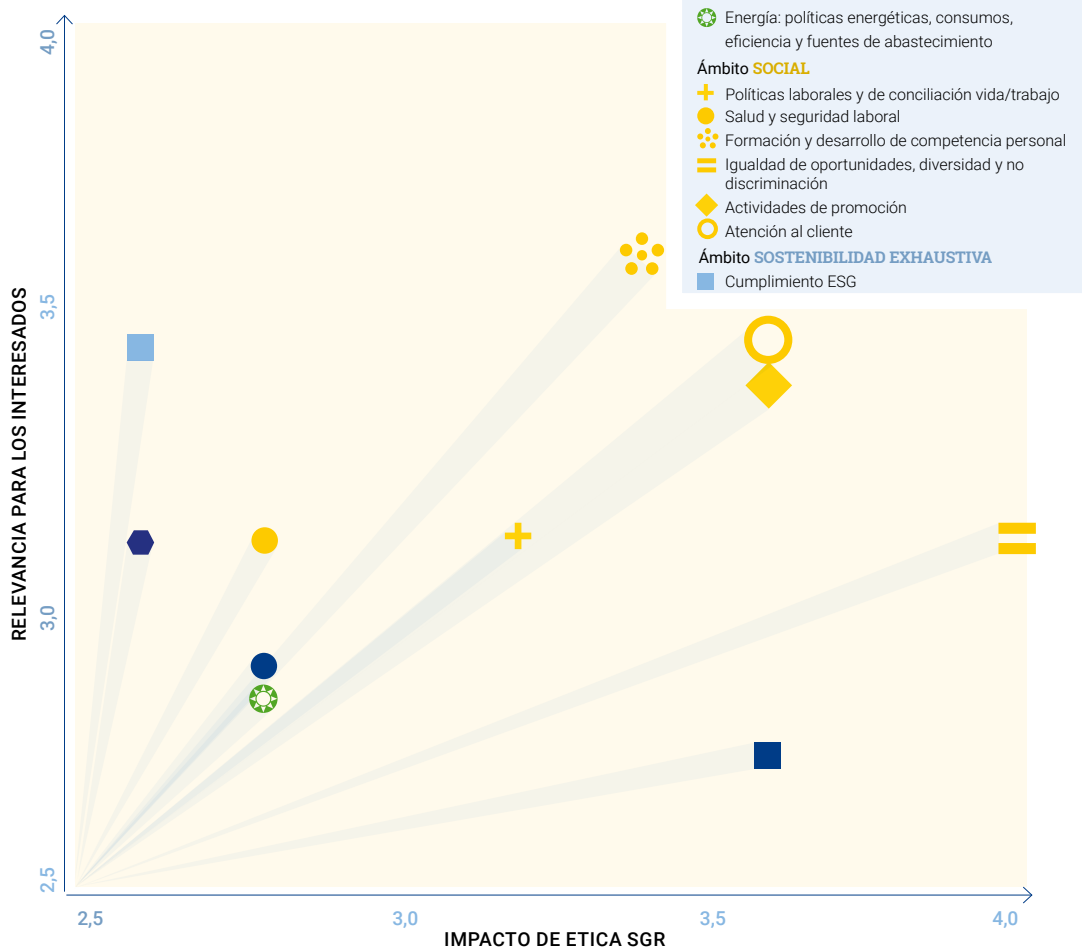 Energía: políticas energéticas, consumos,
eficiencia y fuentes de abastecimiento
Ámbito SOCIAL
Políticas laborales y de conciliación vida/trabajo
Salud y seguridad laboral
Formación y desarrollo de competencia personal
Igualdad de oportunidades, diversidad y no
discriminación
Actividades de promoción
Atención al cliente
Ámbito SOSTENIBILIDAD EXHAUSTIVA
Cumplimiento ESG
RELEVANCIA PARA LOS INTERESADOS
4,0
3,5
3,0
2,5
2,5
3,0
3,5
4,0
IMPACTO DE ETICA SGR